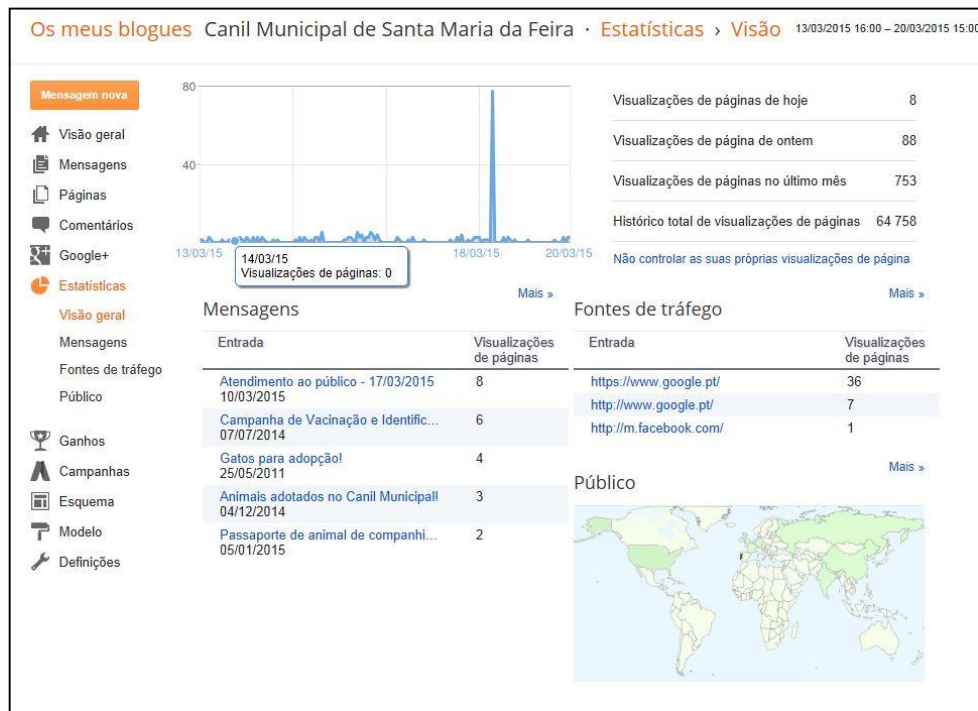 Os meus blogues Canil Municipal de Santa Maria da Feira · Estatísticas › Visão 13/03/2015 16:00 – 20/03/2015 15:00
Mensagem nova
Visão geral
Mensagens
Páginas
Comentários
Google+
Estatísticas
Visão geral
Mensagens
Fontes de tráfego
Público
Ganhos
Campanhas
Esquema
Modelo
Definições
80
40
13/03/15
18/03/15
20/03/15
14/03/15
Visualizações de páginas: 0
Visualizações de páginas de hoje 8
Visualizações de página de ontem 88
Visualizações de páginas no último mês 753
Histórico total de visualizações de páginas 64 758
Não controlar as suas próprias visualizações de página
Mais »
Mensagens
Entrada Visualizações
de páginas
Atendimento ao público - 17/03/2015 8
10/03/2015
Campanha de Vacinação e Identific... 6
07/07/2014
Gatos para adopção! 4
25/05/2011
Animais adotados no Canil Municipal! 3
04/12/2014
Passaporte de animal de companhi... 2
05/01/2015
Mais »
Fontes de tráfego
Entrada Visualizações
de páginas
https://www.google.pt/ 36
http://www.google.pt/ 7
http://m.facebook.com/ 1
Mais »
Público